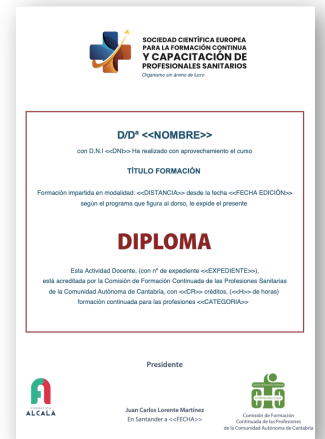 SOCIEDAD CIENTÍFICA EUROPEA
PARA LA FORMACIÓN CONTINUA
Y CAPACITACIÓN DE
PROFESIONALES SANITARIOS
Organismo sin ánimo de lucro
D/Dª <<NOMBRE>>
con D.N.I <<DNI>> Ha realizado con aprovechamiento el curso
TÍTULO FORMACIÓN
Formación impartida en modalidad: <<DISTANCIA>> desde la fecha <<FECHA EDICIÓN>>
según el programa que figura al dorso, le expide el presente
DIPLOMA
Esta Actividad Docente, (con nº de expediente <<EXPEDIENTE>>),
está acreditada por la Comisión de Formación Continuada de las Profesiones Sanitarias
de la Comunidad Autónoma de Cantabria, con <<CR>> créditos, (<<H>> de horas)
formación continuada para las profesiones <<CATEGORIA>>
Presidente
FORMACIÓN
ALCALÁ
Juan Carlos Lorente Martínez
En Santander a <<FECHA>>
Comisión de Formación
Continuada de las Profesiones
de la Comunidad Autónoma de Cantabria